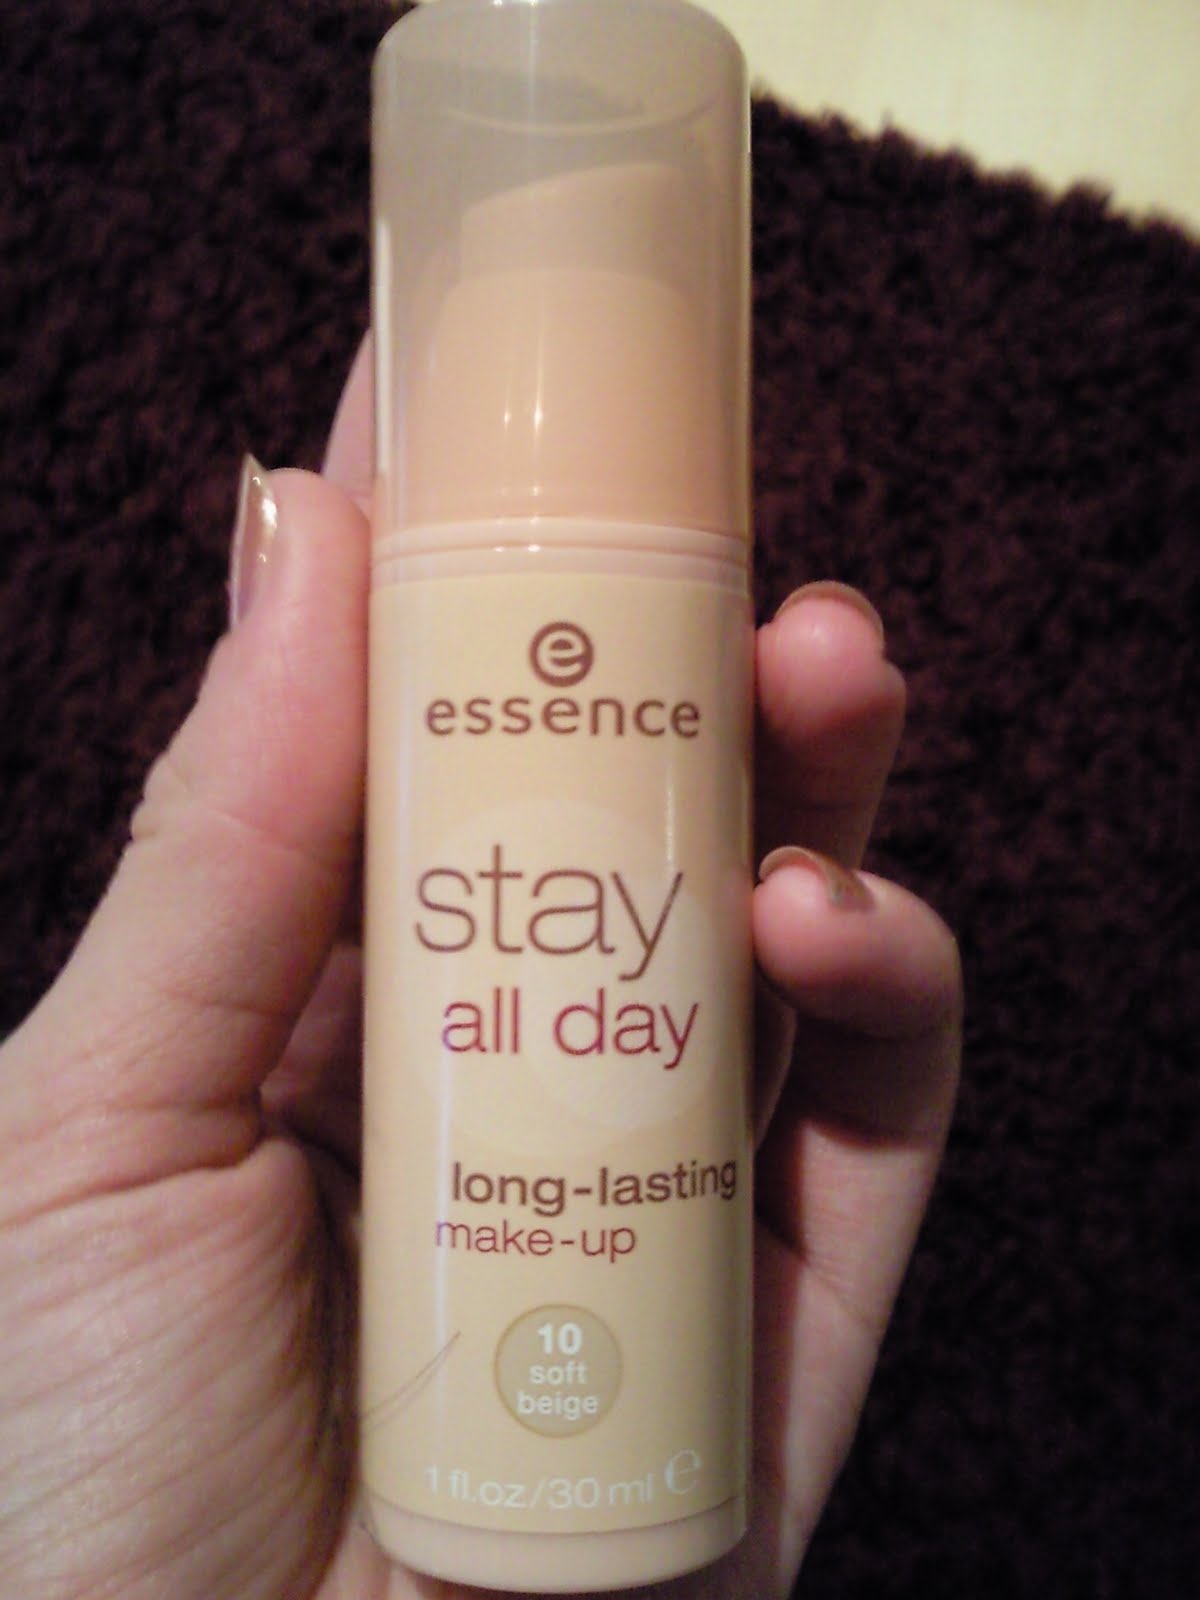 e
essence
stay
all day
long-lasting
make-up
10
soft
beige
1 fl.oz/30 ml ℮